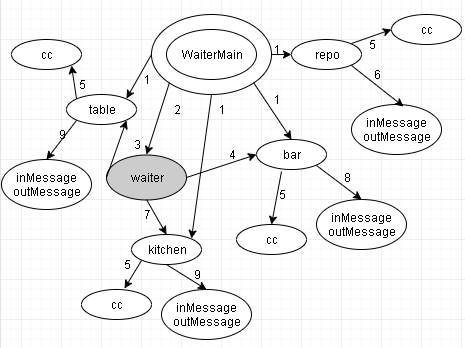 cc
WaiterMain
1
repo
5
cc
5
1
2
1
1
6
table
9
inMessage
outMessage
3
4
bar
inMessage
outMessage
waiter
5
8
7
kitchen
inMessage
outMessage
cc
5
9
cc
inMessage
outMessage